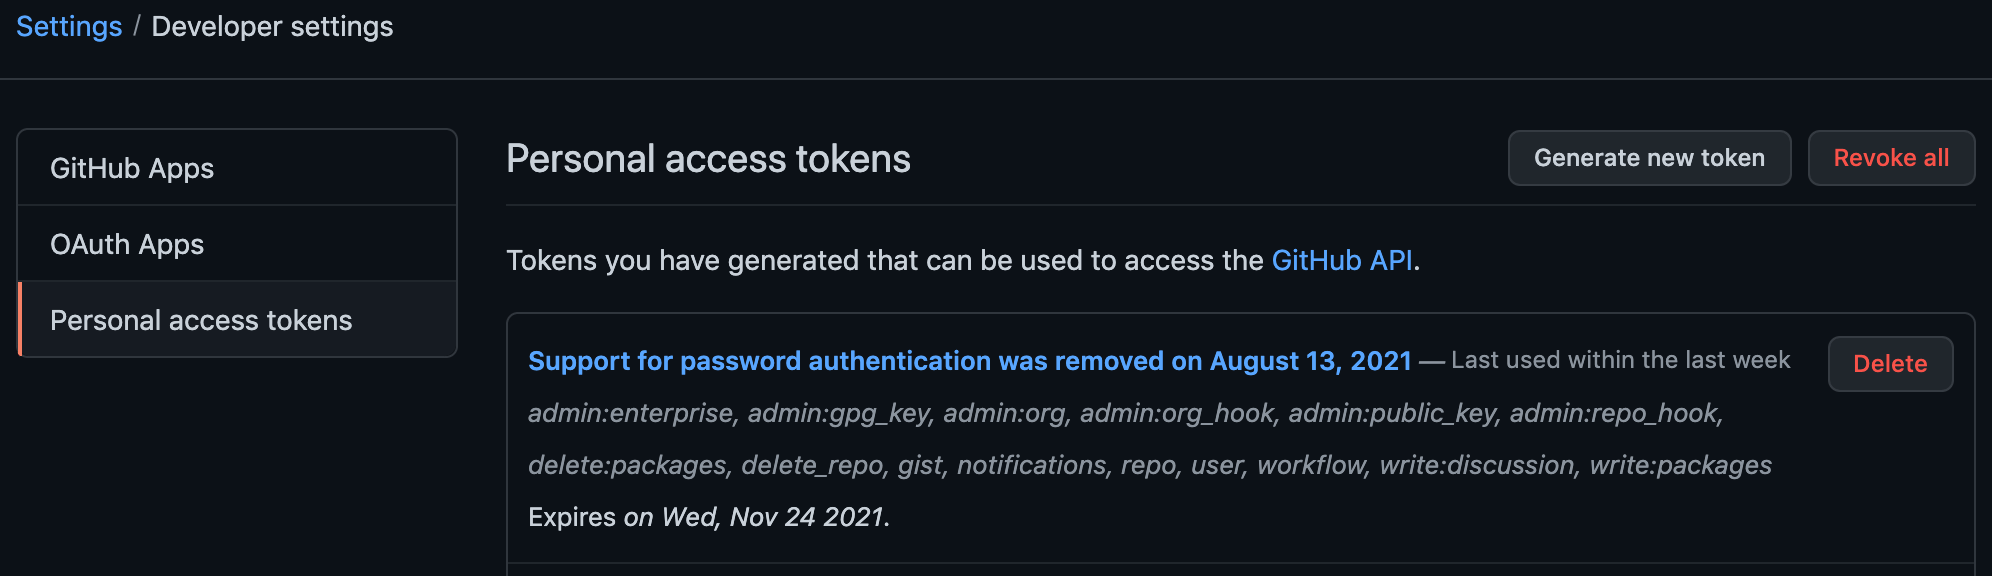 Settings / Developer settings
GitHub Apps
OAuth Apps
Personal access tokens
Personal access tokens
Generate new token
Revoke all
Tokens you have generated that can be used to access the GitHub API.
Support for password authentication was removed on August 13, 2021 — Last used within the last week
Delete
admin:enterprise, admin:gpg_key, admin:org, admin:org_hook, admin:public_key, admin:repo_hook,
delete:packages, delete_repo, gist, notifications, repo, user, workflow, write:discussion, write:packages
Expires on Wed, Nov 24 2021.